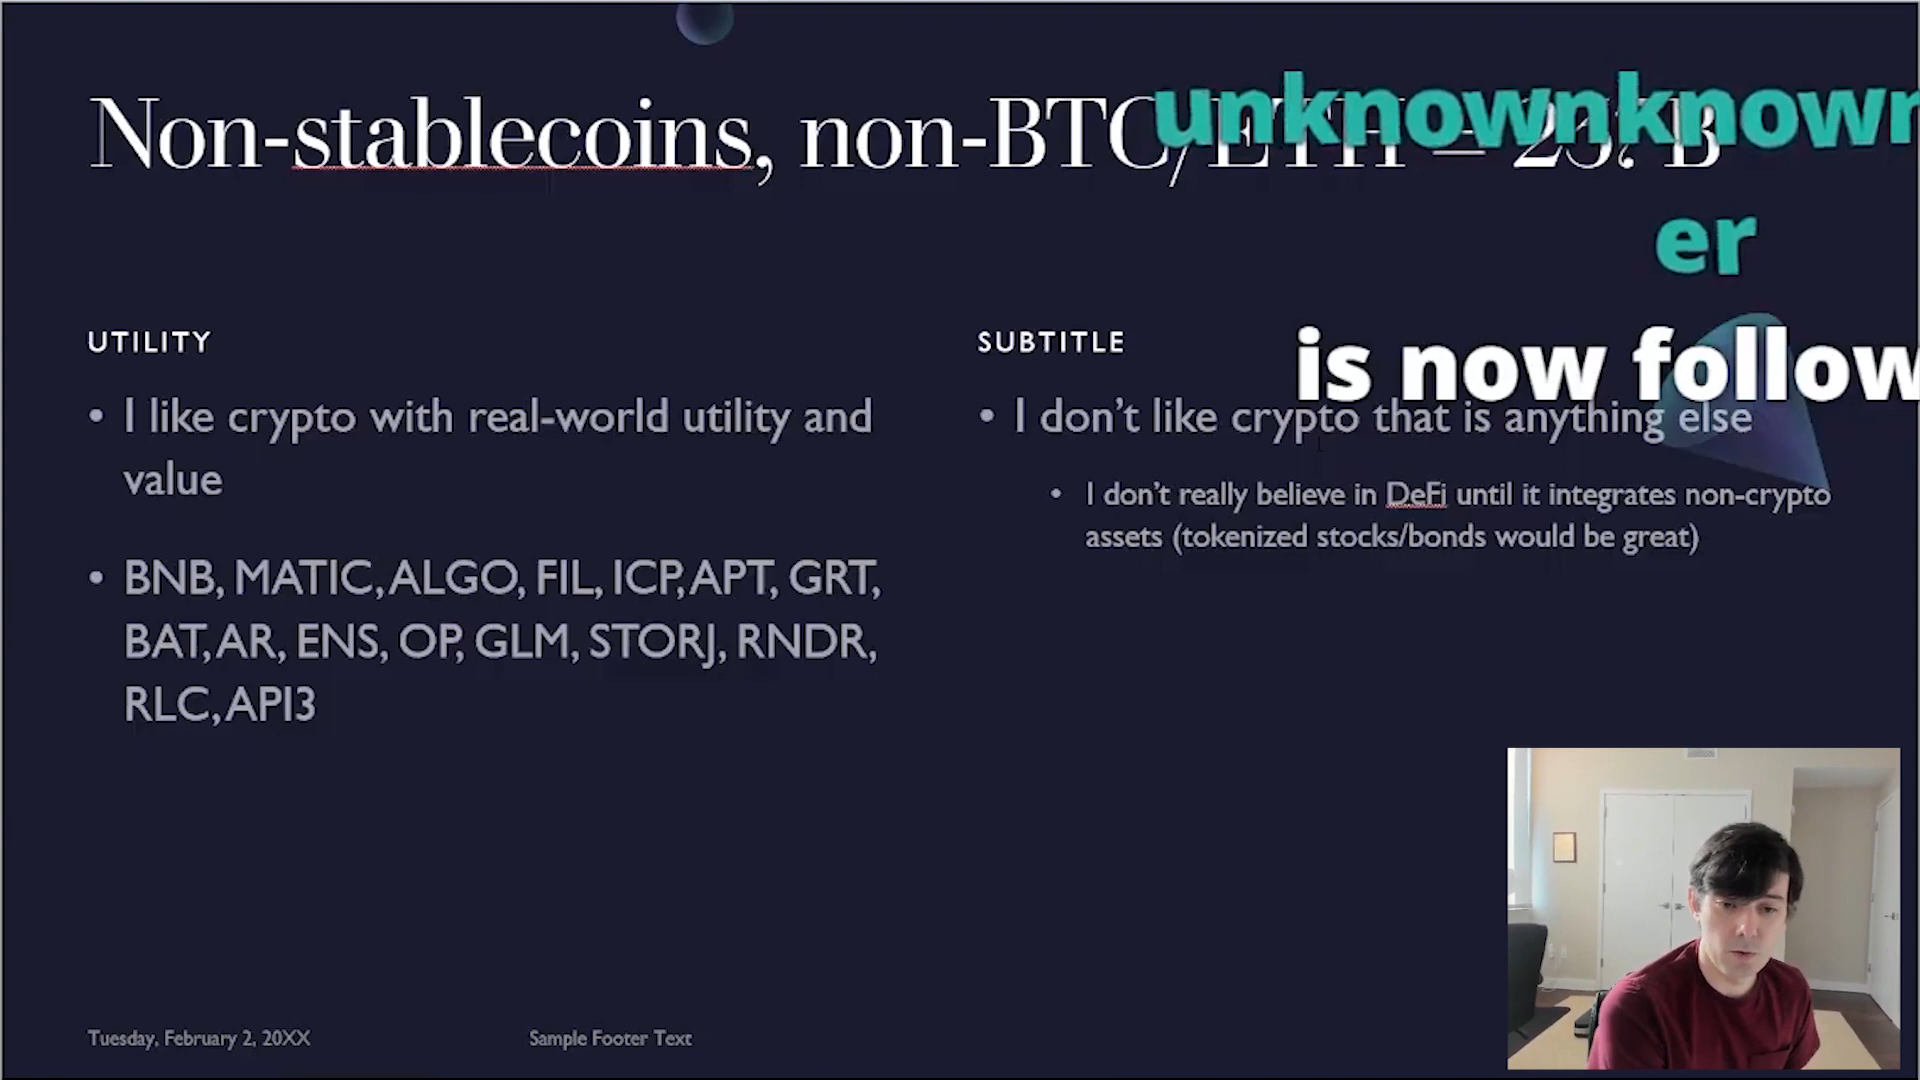 Non-stablecoins, non-BTC/ETH = 237B
unknownknown
er
is now follow
UTILITY
• I like crypto with real-world utility and
value
• BNB, MATIC, ALGO, FIL, ICP, APT, GRT,
BAT, AR, ENS, OP, GLM, STORJ, RNDR,
RLC, API3
SUBTITLE
• I don’t like crypto that is anything else
• I don’t really believe in DeFi until it integrates non-crypto
assets (tokenized stocks/bonds would be great)
Tuesday, February 2, 20XX
Sample Footer Text